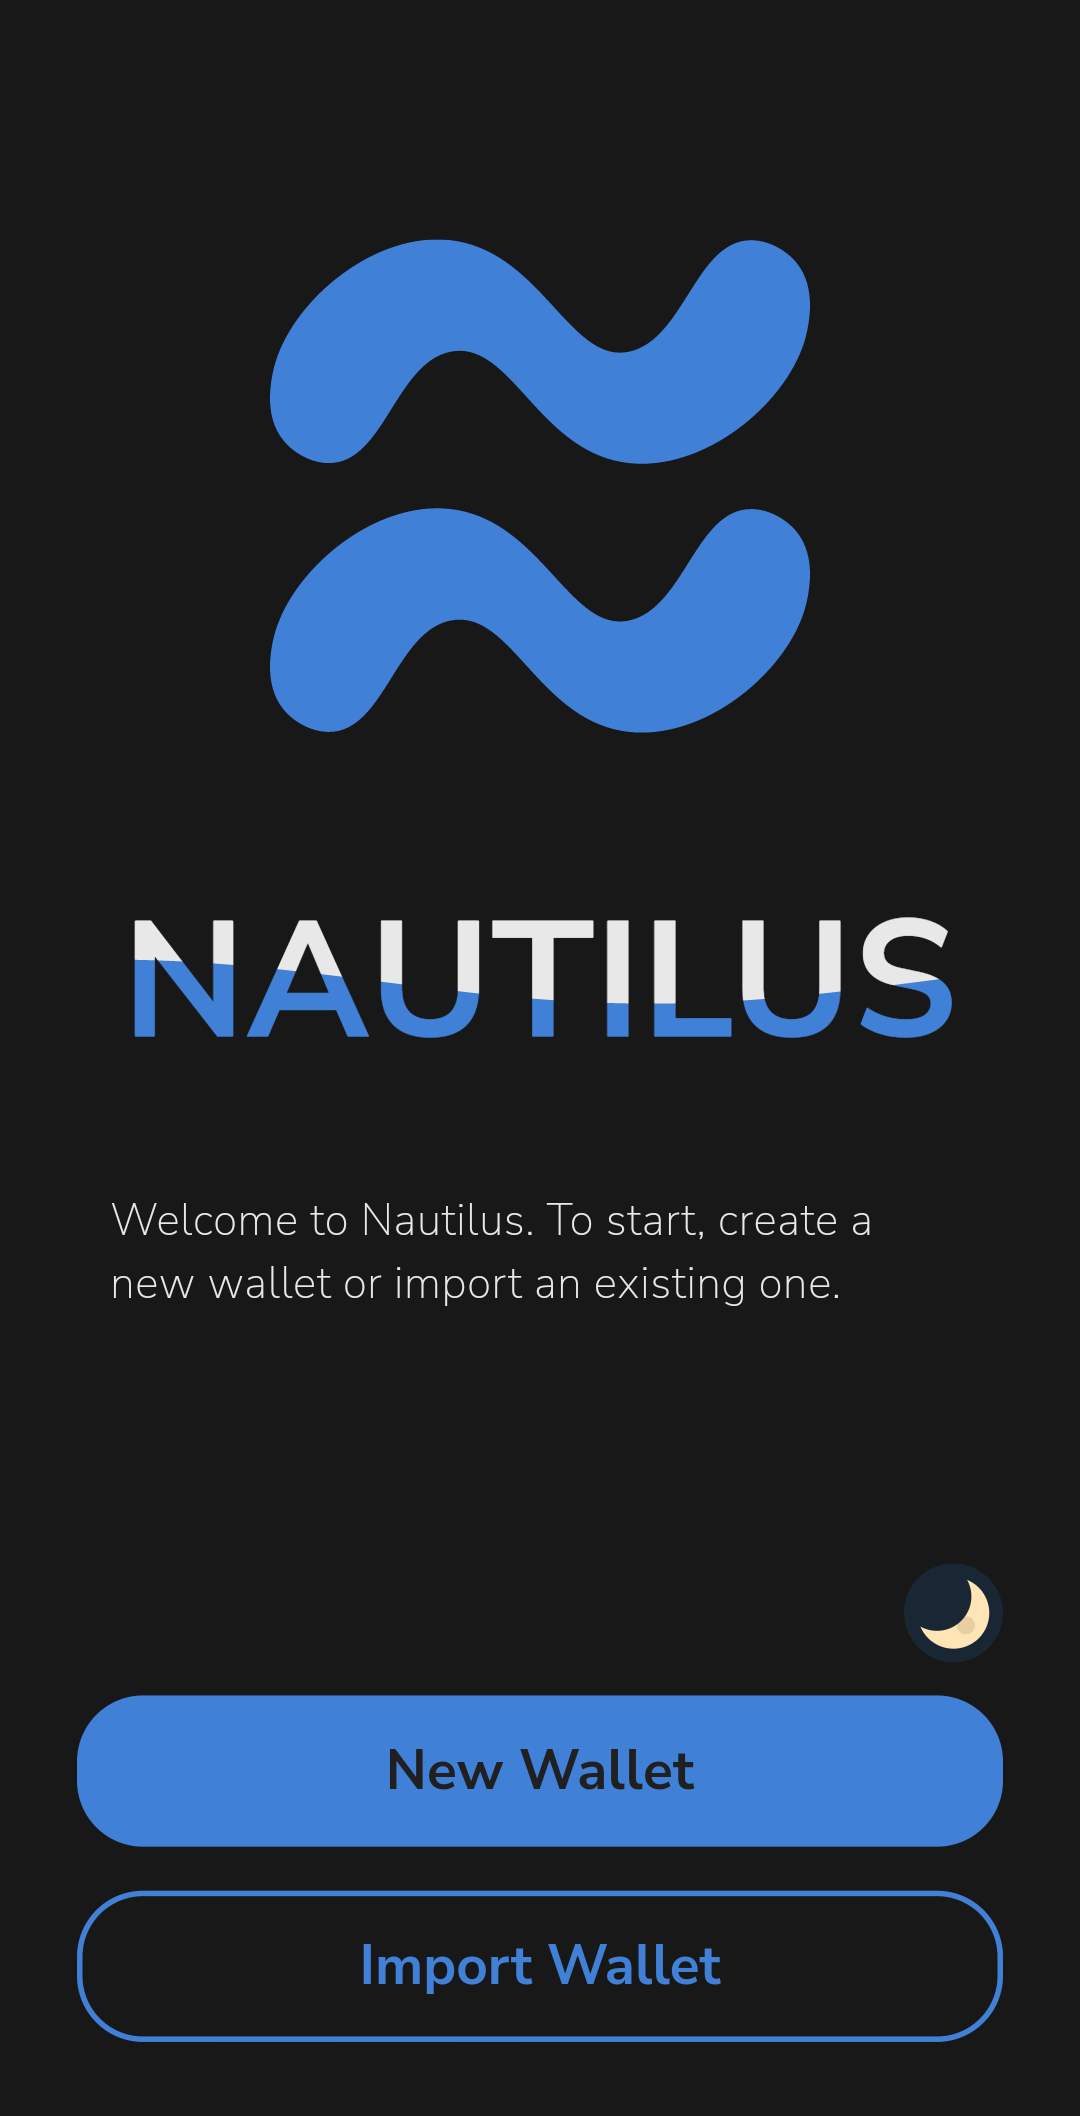 NAUTILUS
Welcome to Nautilus. To start, create a
new wallet or import an existing one.
New Wallet
Import Wallet